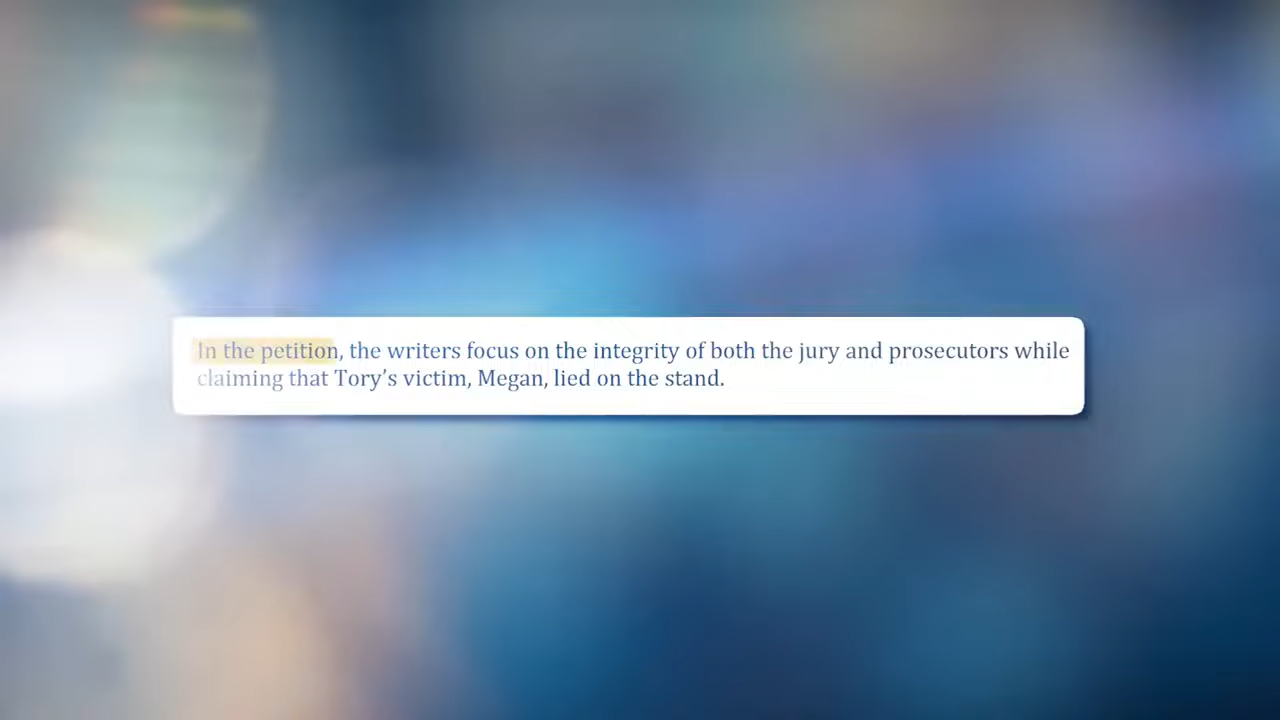 In the petition, the writers focus on the integrity of both the jury and prosecutors while
claiming that Tory’s victim, Megan, lied on the stand.